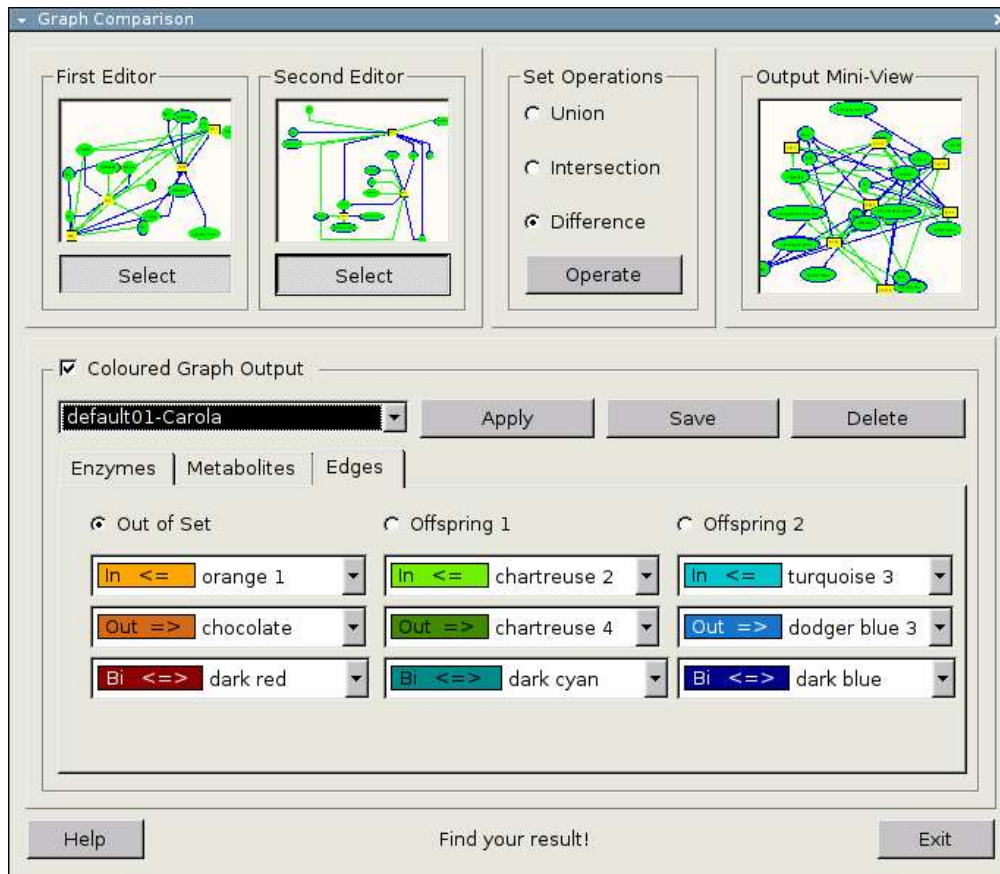 Graph Comparison
First Editor
Second Editor
Set Operations
Output Mini-View
Union
Intersection
Difference
Select
Select
Operate
Coloured Graph Output
default01-Carola
Apply
Save
Delete
Enzymes
Metabolites
Edges
Out of Set
Offspring 1
Offspring 2
In <= orange 1
In <= chartreuse 2
In <= turquoise 3
Out => chocolate
Out => chartreuse 4
Out => dodger blue 3
Bi <=> dark red
Bi <=> dark cyan
Bi <=> dark blue
Help
Find your result!
Exit